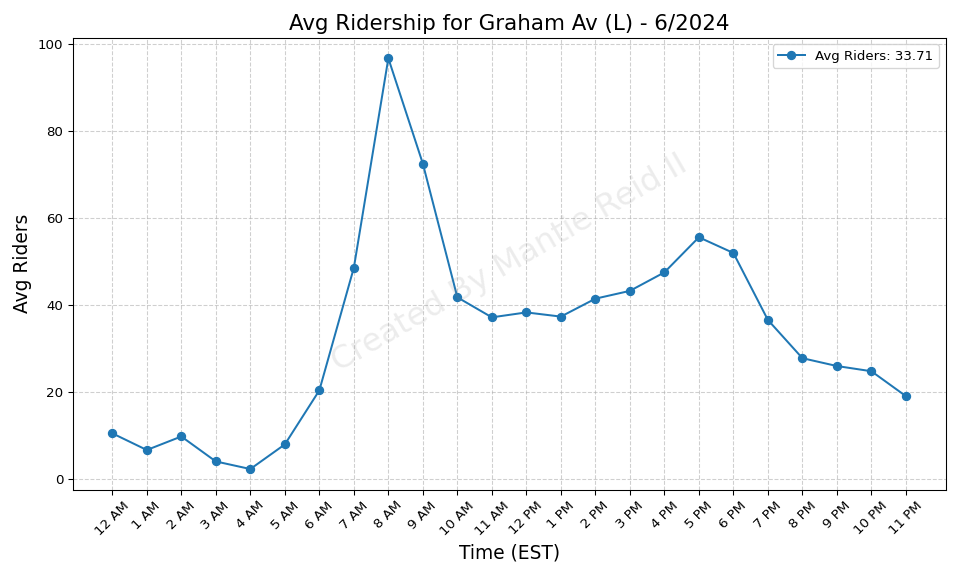 Avg Ridership for Graham Av (L) - 6/2024
Avg Riders: 33.71
Avg Riders
100
80
60
40
20
0
Created By Mantle Reid II
12 AM
1 AM
2 AM
3 AM
4 AM
5 AM
6 AM
7 AM
8 AM
9 AM
10 AM
11 AM
12 PM
1 PM
2 PM
3 PM
4 PM
5 PM
6 PM
7 PM
8 PM
9 PM
10 PM
11 PM
Time (EST)